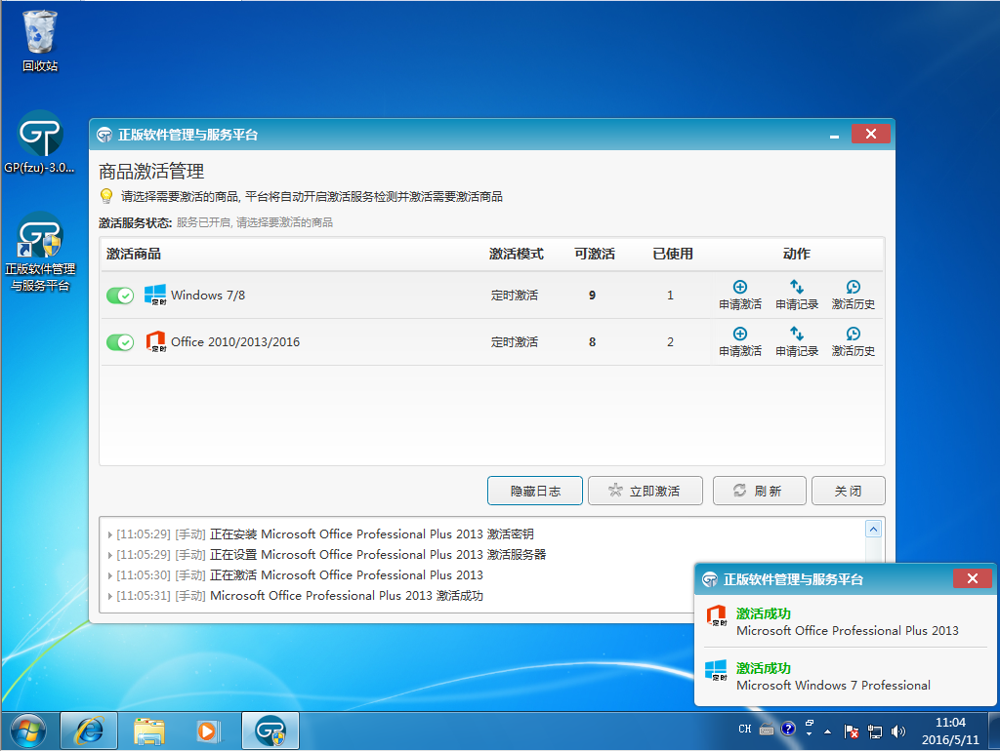 回收站
GP(fzu)-3.0...
正版软件管理
与服务平台
正版软件管理与服务平台
商品激活管理
请选择需要激活的商品, 平台将自动开启激活服务检测并激活需要激活商品
激活服务状态: 服务已开启, 请选择要激活的商品
激活商品 激活模式 可激活 已使用 动作
定时 Windows 7/8 定时激活 9 1 申请激活 申请记录 激活历史
定时 Office 2010/2013/2016 定时激活 8 2 申请激活 申请记录 激活历史
隐藏日志 立即激活 刷 新 关 闭
[11:05:29] [手动] 正在安装 Microsoft Office Professional Plus 2013 激活密钥
[11:05:29] [手动] 正在设置 Microsoft Office Professional Plus 2013 激活服务器
[11:05:30] [手动] 正在激活 Microsoft Office Professional Plus 2013
[11:05:31] [手动] Microsoft Office Professional Plus 2013 激活成功
正版软件管理与服务平台
激活成功
定时 Microsoft Office Professional Plus 2013
激活成功
定时 Microsoft Windows 7 Professional
CH
11:04
2016/5/11